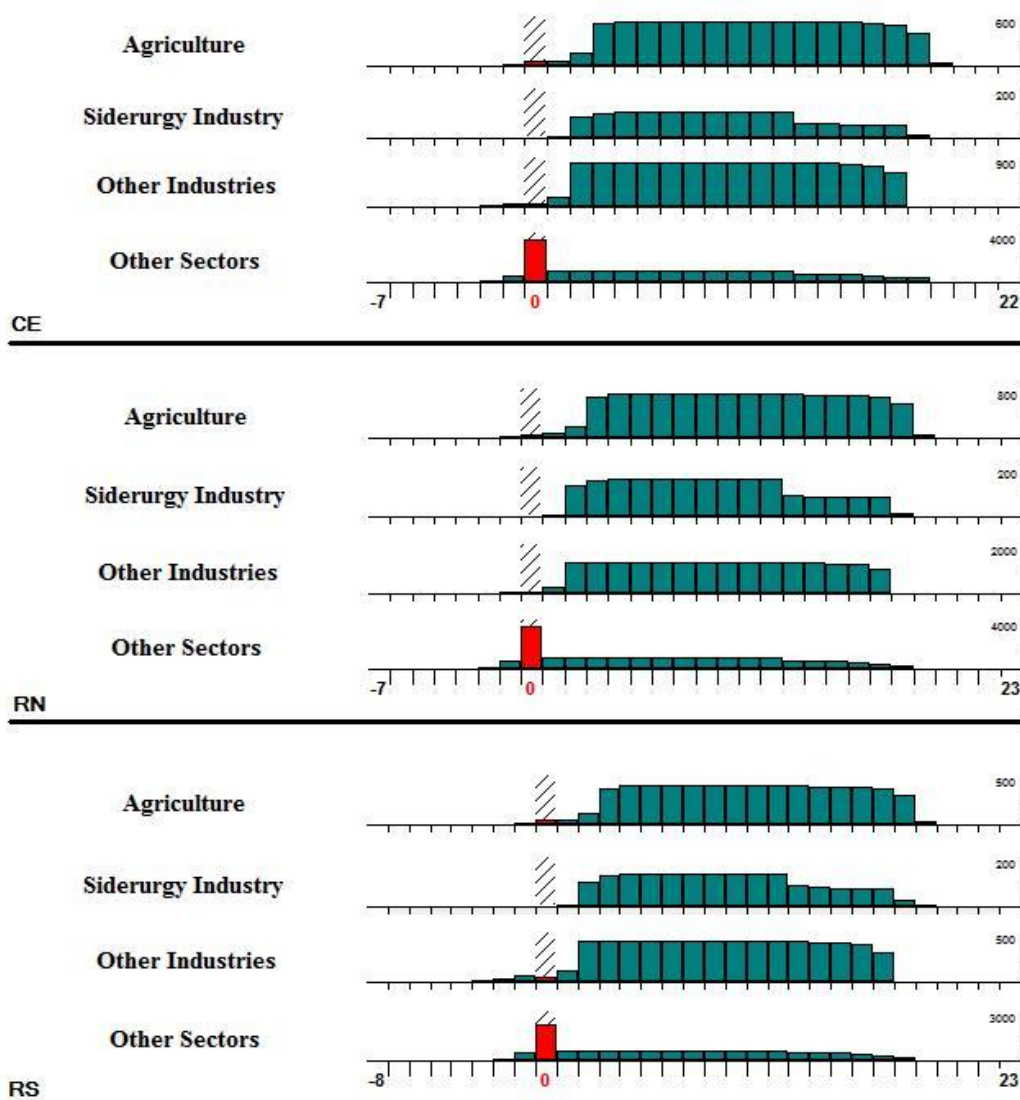 600
Agriculture
200
Siderurgy Industry
900
Other Industries
4000
Other Sectors
-7 0 22
CE
800
Agriculture
200
Siderurgy Industry
2000
Other Industries
4000
Other Sectors
-7 0 23
RN
500
Agriculture
200
Siderurgy Industry
500
Other Industries
3000
Other Sectors
-8 0 23
RS